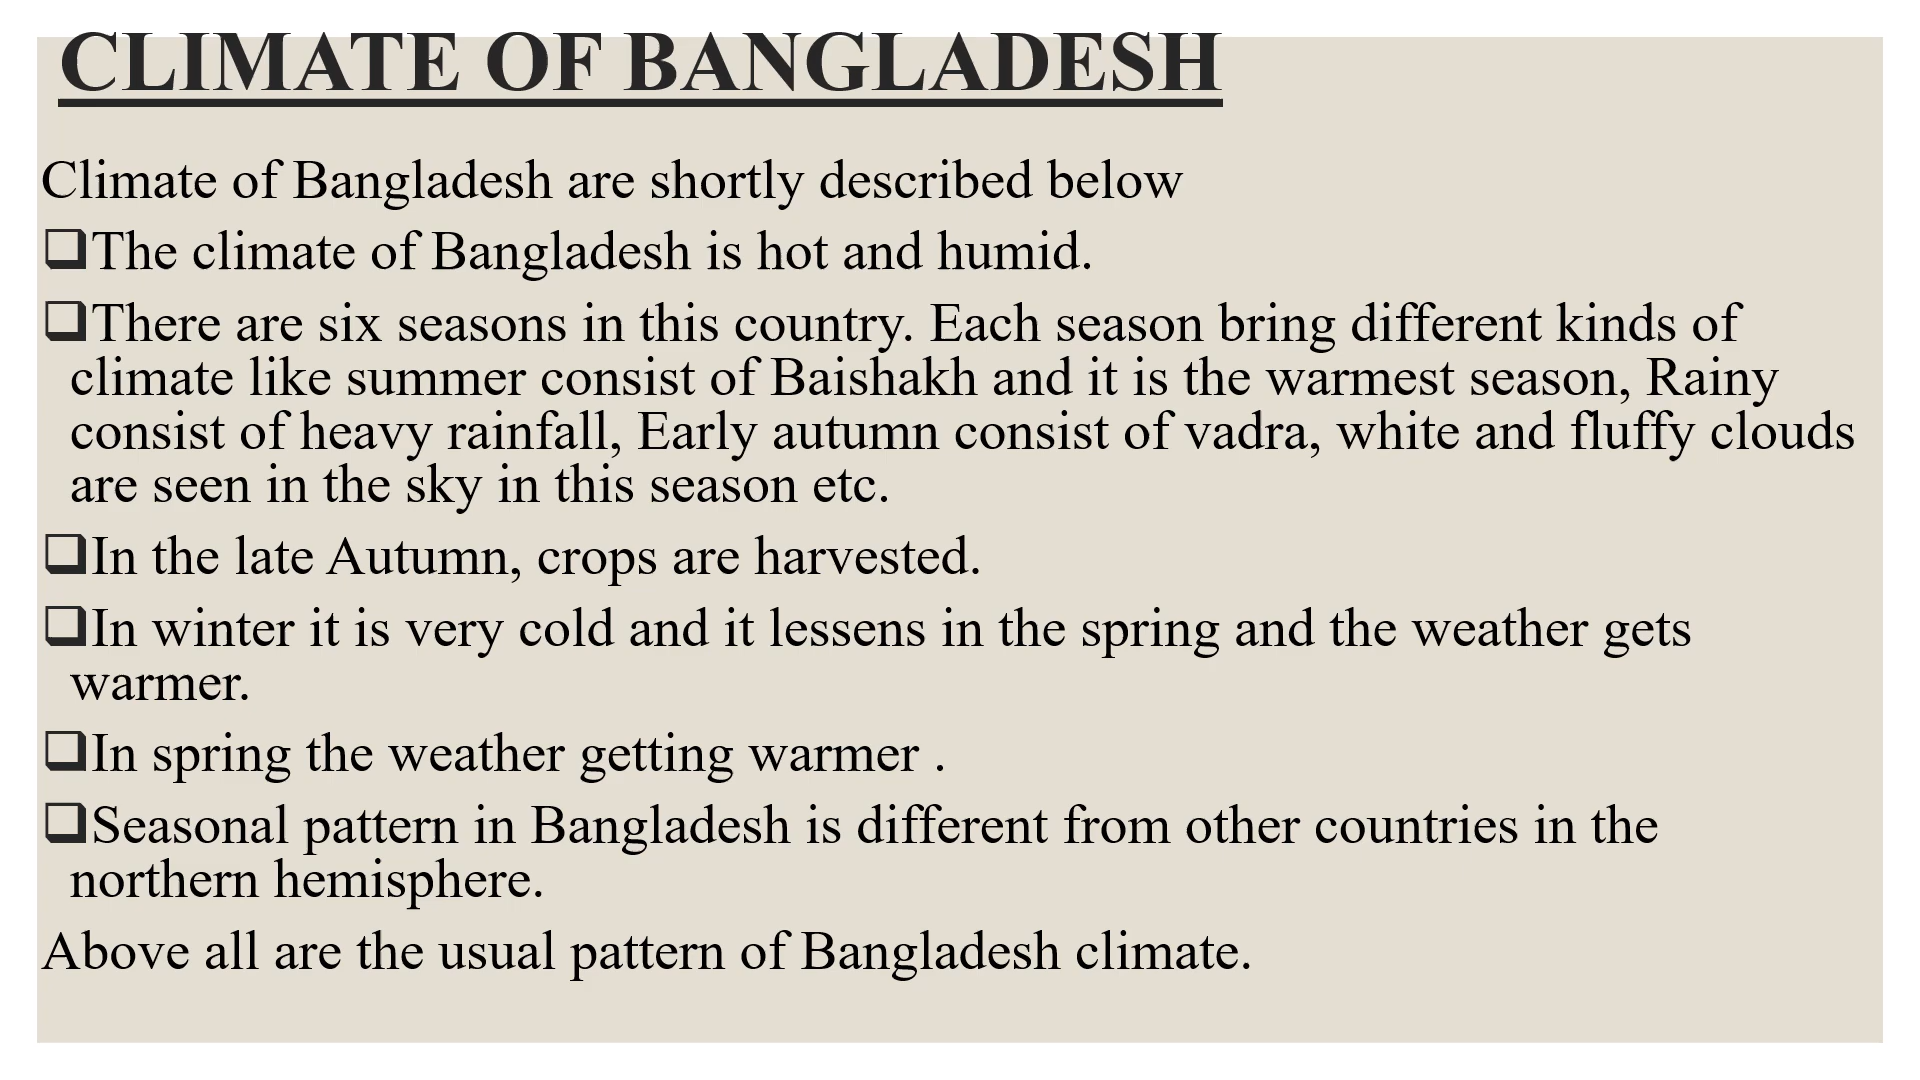 CLIMATE OF BANGLADESH
Climate of Bangladesh are shortly described below
❑The climate of Bangladesh is hot and humid.
❑There are six seasons in this country. Each season bring different kinds of
climate like summer consist of Baishakh and it is the warmest season, Rainy
consist of heavy rainfall, Early autumn consist of vadra, white and fluffy clouds
are seen in the sky in this season etc.
❑In the late Autumn, crops are harvested.
❑In winter it is very cold and it lessens in the spring and the weather gets
warmer.
❑In spring the weather getting warmer .
❑Seasonal pattern in Bangladesh is different from other countries in the
northern hemisphere.
Above all are the usual pattern of Bangladesh climate.